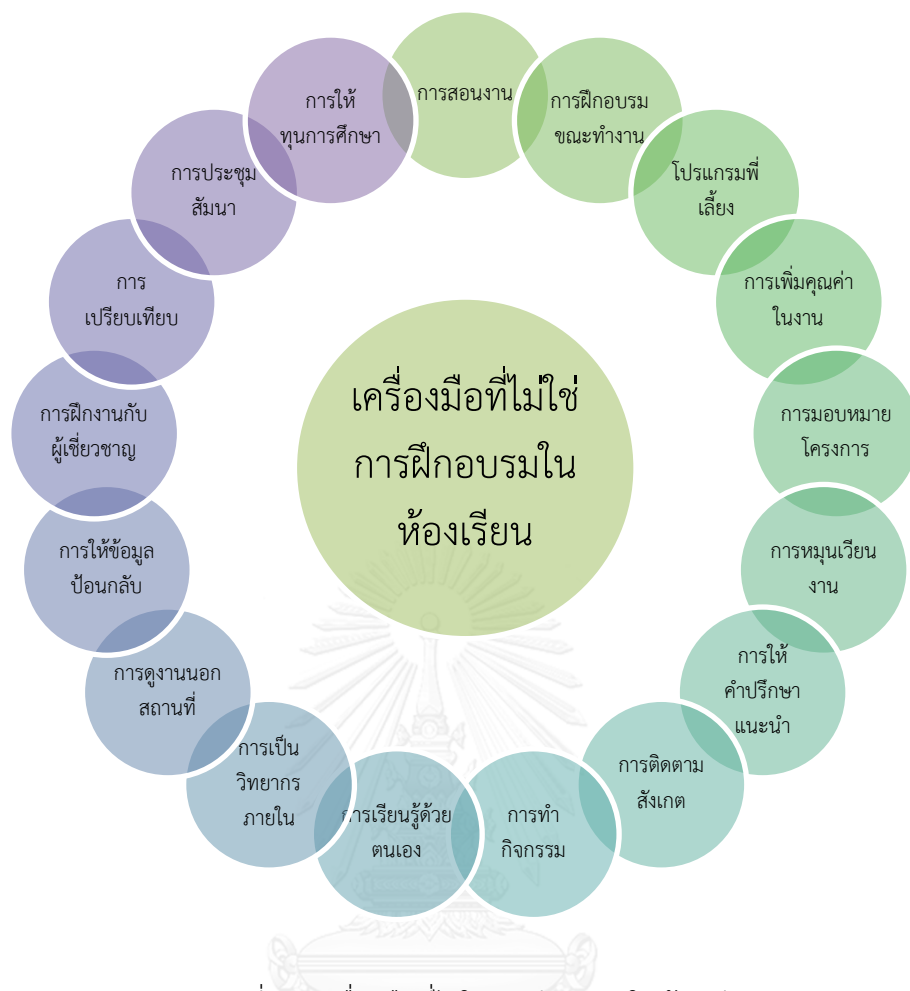 การสอนงาน
การฝึกอบรม
ขณะทำงาน
โปรแกรมพี่
เลี้ยง
การเพิ่มคุณค่า
ในงาน
การมอบหมาย
โครงการ
การหมุนเวียน
งาน
การให้
คำปรึกษา
แนะนำ
การติดตาม
สังเกต
การทำ
กิจกรรม
การเรียนรู้ด้วย
ตนเอง
การเป็น
วิทยากร
ภายใน
การดูงานนอก
สถานที่
การให้ข้อมูล
ป้อนกลับ
การฝึกงานกับ
ผู้เชี่ยวชาญ
การ
เปรียบเทียบ
การประชุม
สัมนา
การให้
ทุนการศึกษา
เครื่องมือที่ไม่ใช่
การฝึกอบรมใน
ห้องเรียน